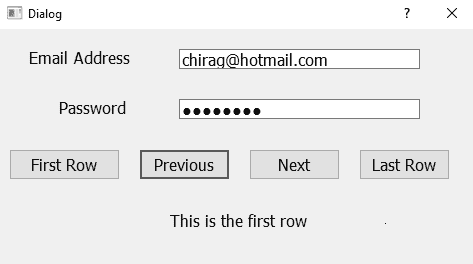 Dialog ?
Email Address chirag@hotmail.com
Password ●●●●●●●●
First Row Previous Next Last Row
This is the first row